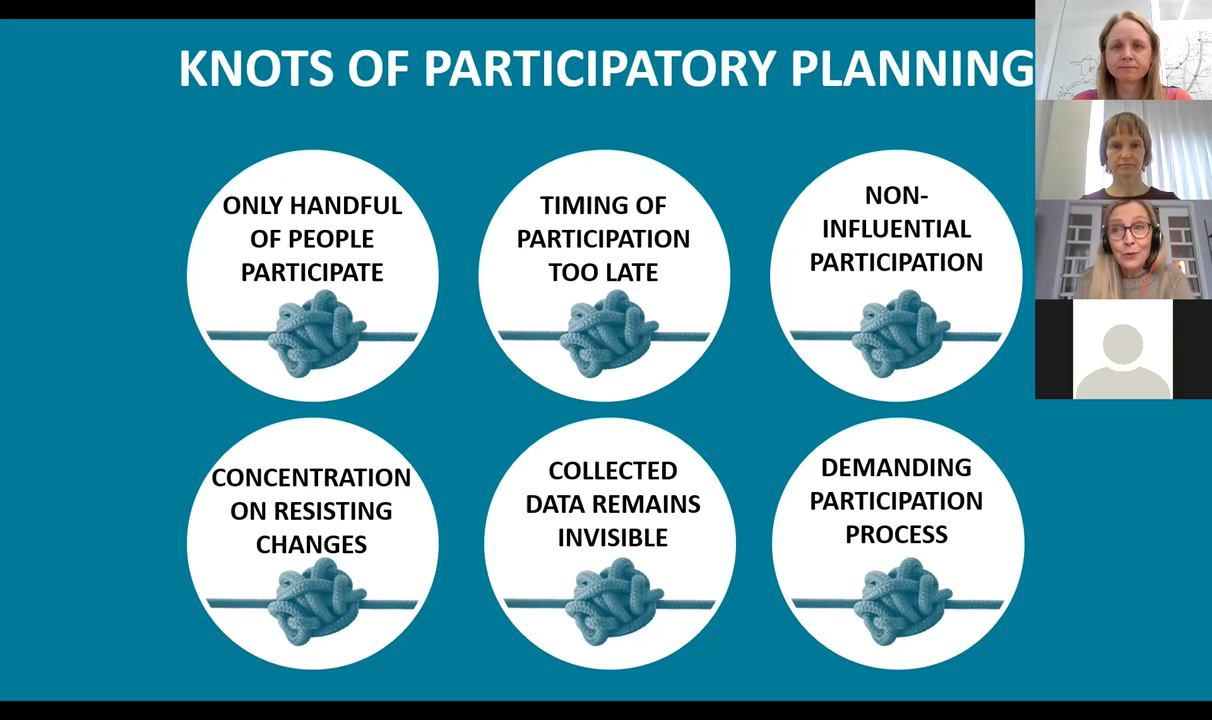 KNOTS OF PARTICIPATORY PLANNING
ONLY HANDFUL
OF PEOPLE
PARTICIPATE
TIMING OF
PARTICIPATION
TOO LATE
NON-
INFLUENTIAL
PARTICIPATION
CONCENTRATION
ON RESISTING
CHANGES
COLLECTED
DATA REMAINS
INVISIBLE
DEMANDING
PARTICIPATION
PROCESS